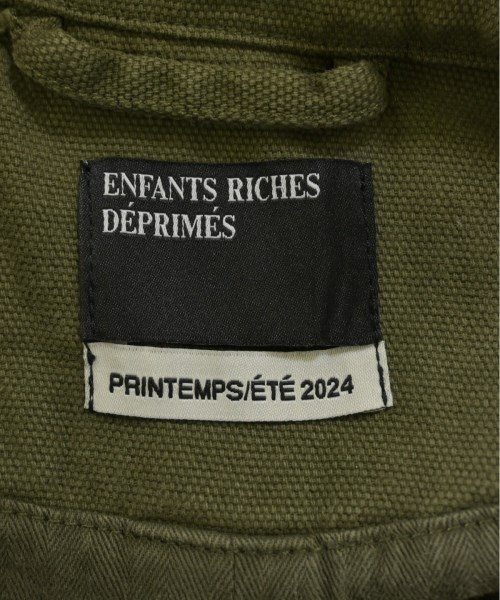 ENFANTS RICHES
DÉPRIMÉS
PRINTEMPS/ÉTÉ 2024